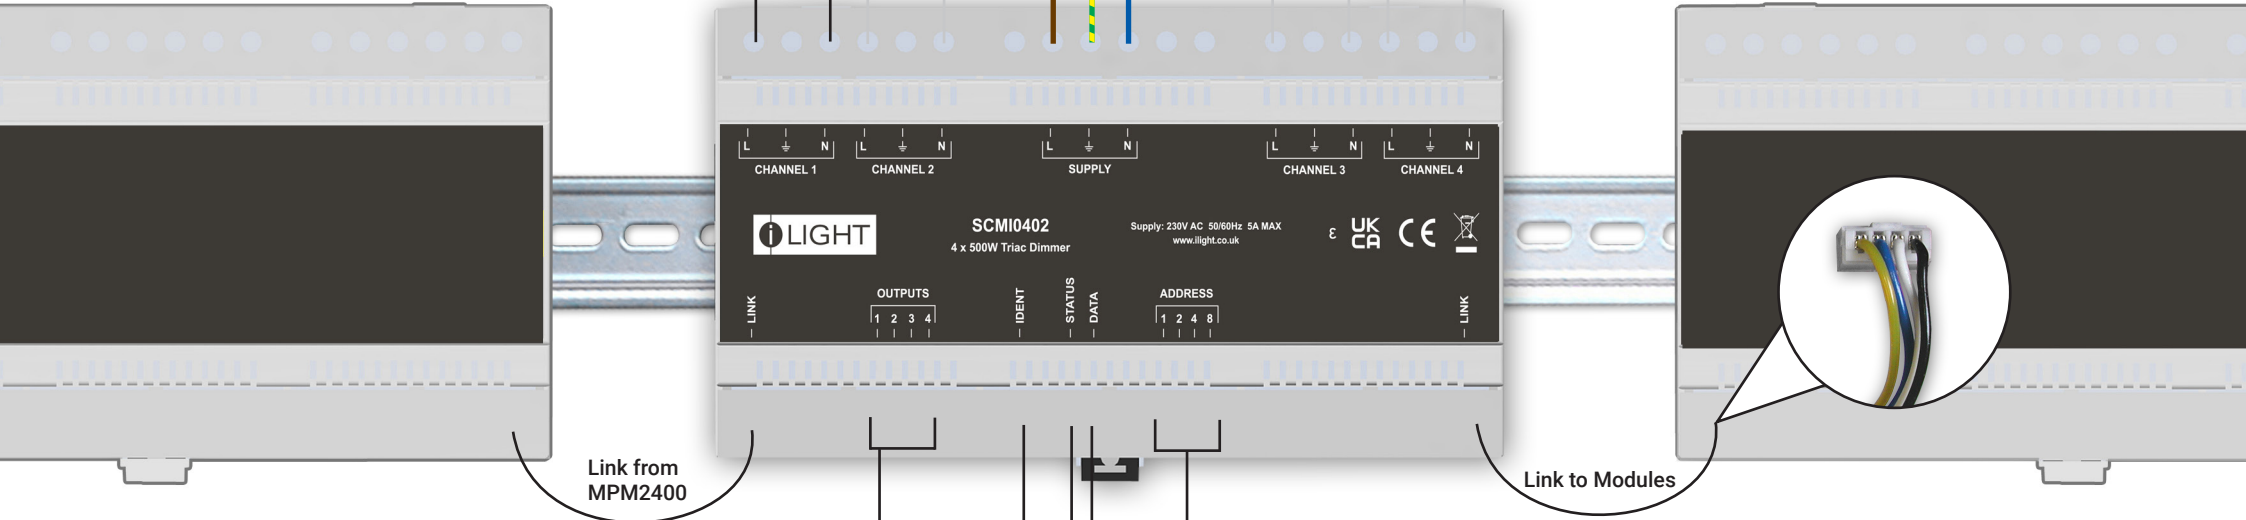 L N L N L N L N L N
CHANNEL 1 CHANNEL 2 SUPPLY CHANNEL 3 CHANNEL 4
i LIGHT
SCMI0402
4 x 500W Triac Dimmer
Supply: 230V AC 50/60Hz 5A MAX
www.ilight.co.uk
ε UK CA CE
LINK
OUTPUTS
1 2 3 4
IDENT
STATUS
DATA
ADDRESS
1 2 4 8
LINK
Link from
MPM2400
Link to Modules